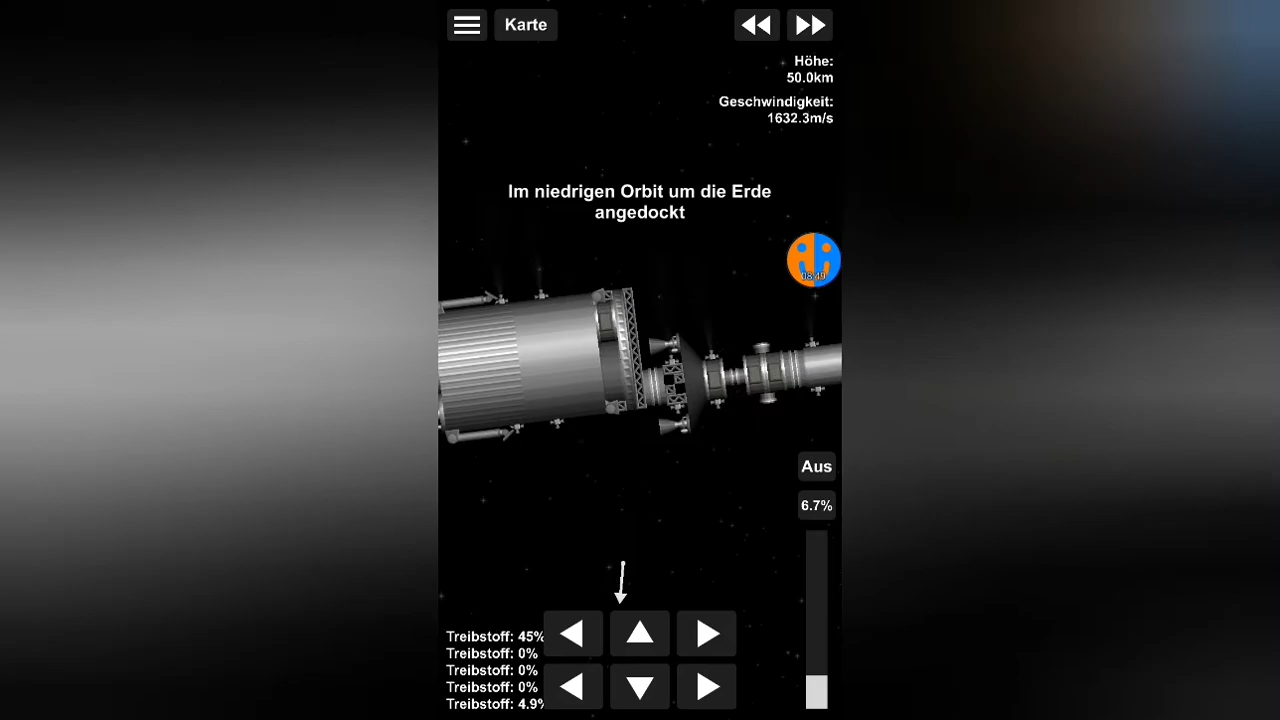 Karte
Höhe:
50.0km
Geschwindigkeit:
1632.3m/s
Im niedrigen Orbit um die Erde
angedockt
Aus
6.7%
Treibstoff: 45%
Treibstoff: 0%
Treibstoff: 0%
Treibstoff: 0%
Treibstoff: 4.9%